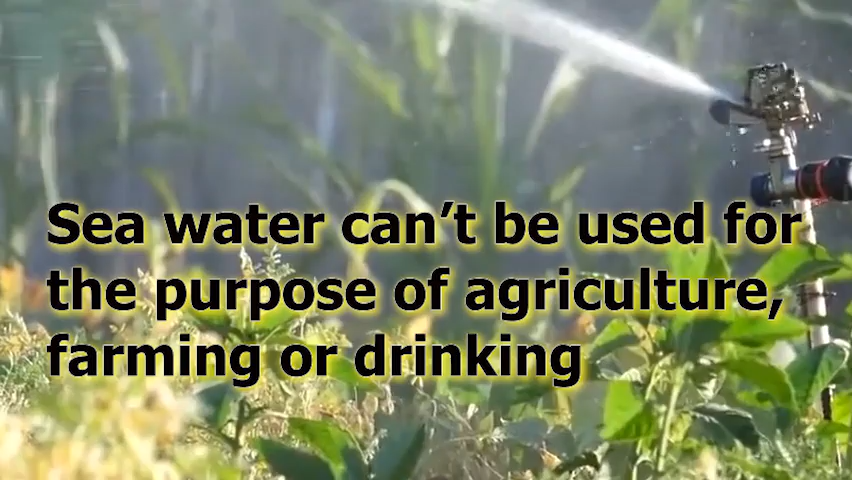 Sea water can’t be used for
the purpose of agriculture,
farming or drinking